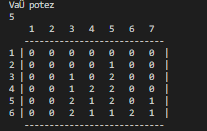 VaÜ potez
5
1 2 3 4 5 6 7
---------------------------
1 | 0 0 0 0 0 0 0 |
2 | 0 0 0 0 1 0 0 |
3 | 0 0 1 0 2 0 0 |
4 | 0 0 1 2 2 0 0 |
5 | 0 0 2 1 2 0 1 |
6 | 0 0 2 1 1 2 1 |
---------------------------